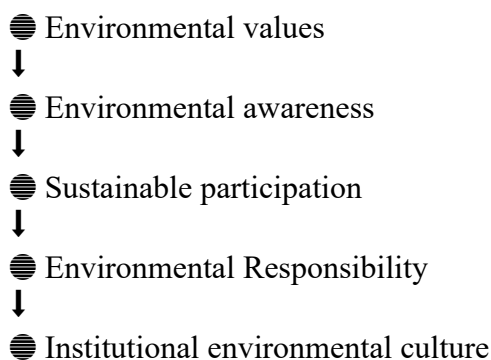 Environmental values
Environmental awareness
Sustainable participation
Environmental Responsibility
Institutional environmental culture